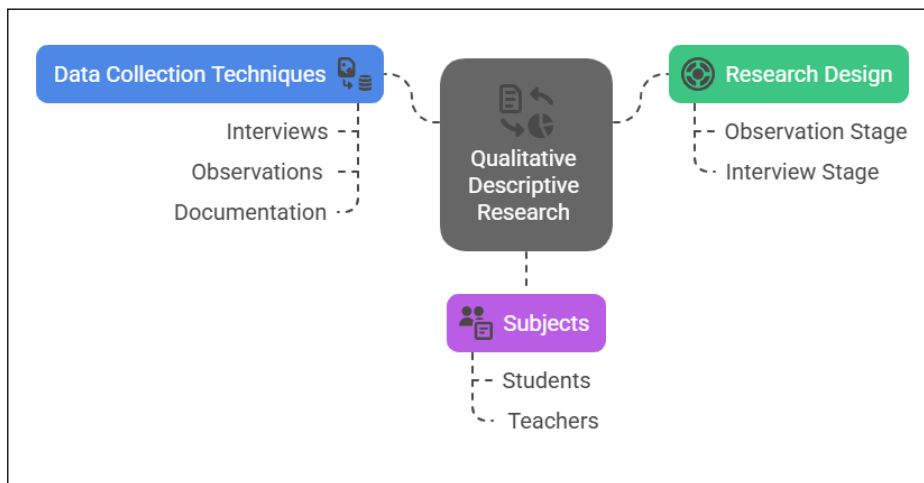 Data Collection Techniques
Interviews
Observations
Documentation
Qualitative
Descriptive
Research
Research Design
Observation Stage
Interview Stage
Subjects
Students
Teachers